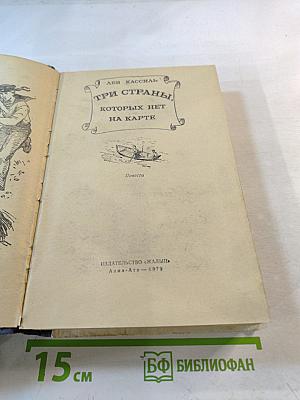 ЛЕВ КАССИЛЬ
ТРИ СТРАНЫ,
КОТОРЫХ НЕТ
НА КАРТЕ
Повести
ИЗДАТЕЛЬСТВО «ЖАЛЫН»
Алма-Ата — 1979
15 см
БФ БИБЛИОФАН